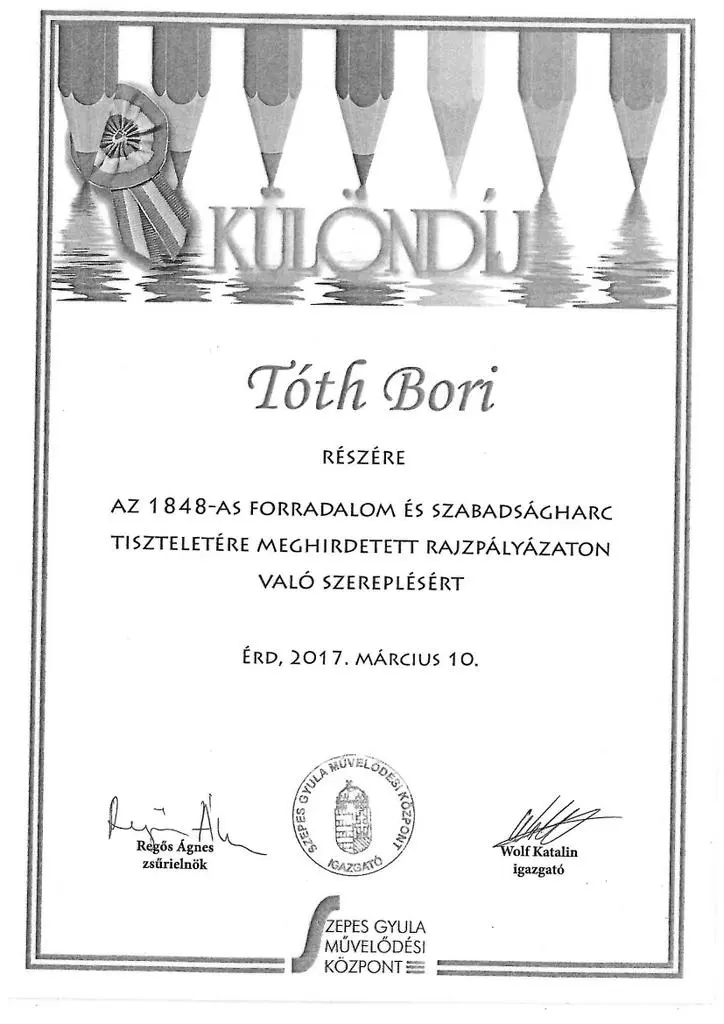 KÜLÖNDÍJ
Tóth Bori
RÉSZÉRE
AZ 1848-AS FORRADALOM ÉS SZABADSÁGHARC
TISZTELETÉRE MEGHIRDETETT RAJZPÁLYÁZATON
VALÓ SZEREPLÉSÉRT
ÉRD, 2017. MÁRCIUS 10.
SZEPES GYULA MŰVELŐDÉSI KÖZPONT
IGAZGATÓ
Regős Ágnes
zsűrielnök
Wolf Katalin
igazgató
SZEPES GYULA
MŰVELŐDÉSI
KÖZPONT